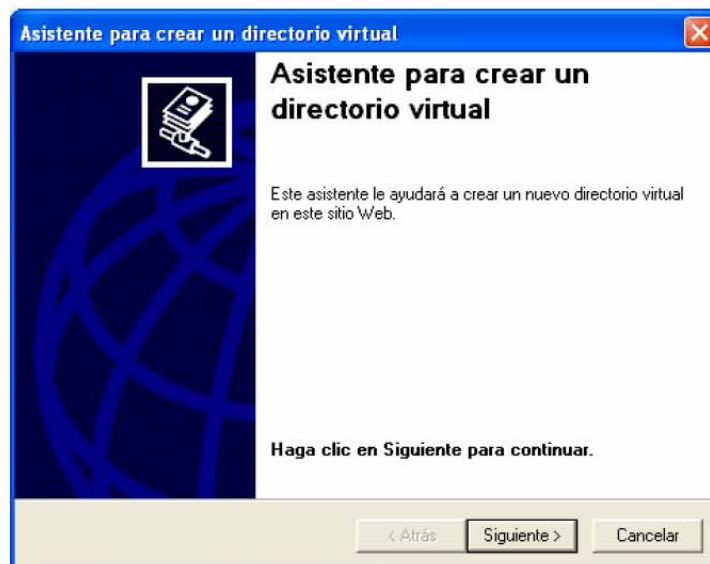 Asistente para crear un directorio virtual
Asistente para crear un
directorio virtual
Este asistente le ayudará a crear un nuevo directorio virtual
en este sitio Web.
Haga clic en Siguiente para continuar.
< Atrás
Siguiente >
Cancelar